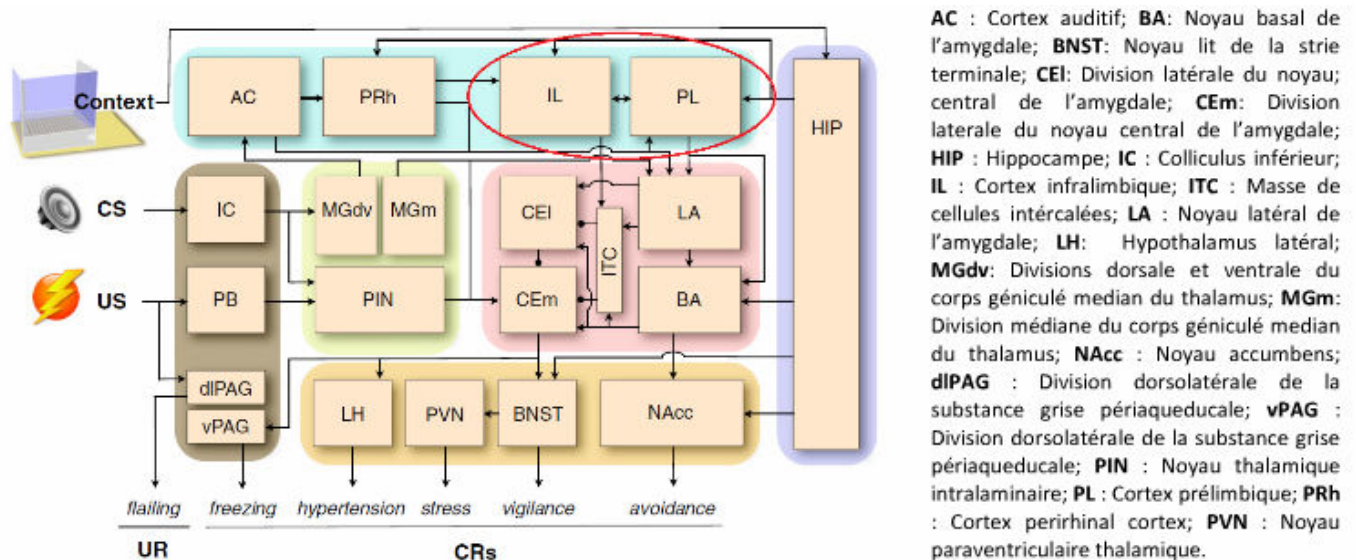 Context
AC
PRh
IL
PL
HIP
CS
IC
MGdv
MGm
CEl
ITC
LA
US
PB
PIN
CEm
BA
dlPAG
vPAG
LH
PVN
BNST
NAcc
flailing
freezing
hypertension
stress
vigilance
avoidance
UR
CRs
AC : Cortex auditif; BA: Noyau basal de
l'amygdale; BNST: Noyau lit de la strie
terminale; CEl: Division latérale du noyau;
central de l'amygdale; CEm: Division
laterale du noyau central de l'amygdale;
HIP : Hippocampe; IC : Colliculus inférieur;
IL : Cortex infralimbique; ITC : Masse de
cellules intércalées; LA : Noyau latéral de
l'amygdale; LH: Hypothalamus latéral;
MGdv: Divisions dorsale et ventrale du
corps géniculé median du thalamus; MGm:
Division médiane du corps géniculé median
du thalamus; NAcc : Noyau accumbens;
dlPAG : Division dorsolatérale de la
substance grise périaqueducale; vPAG :
Division dorsolatérale de la substance grise
périaqueducale; PIN : Noyau thalamique
intralaminaire; PL : Cortex prélimbique; PRh
: Cortex perirhinal cortex; PVN : Noyau
paraventriculaire thalamique.